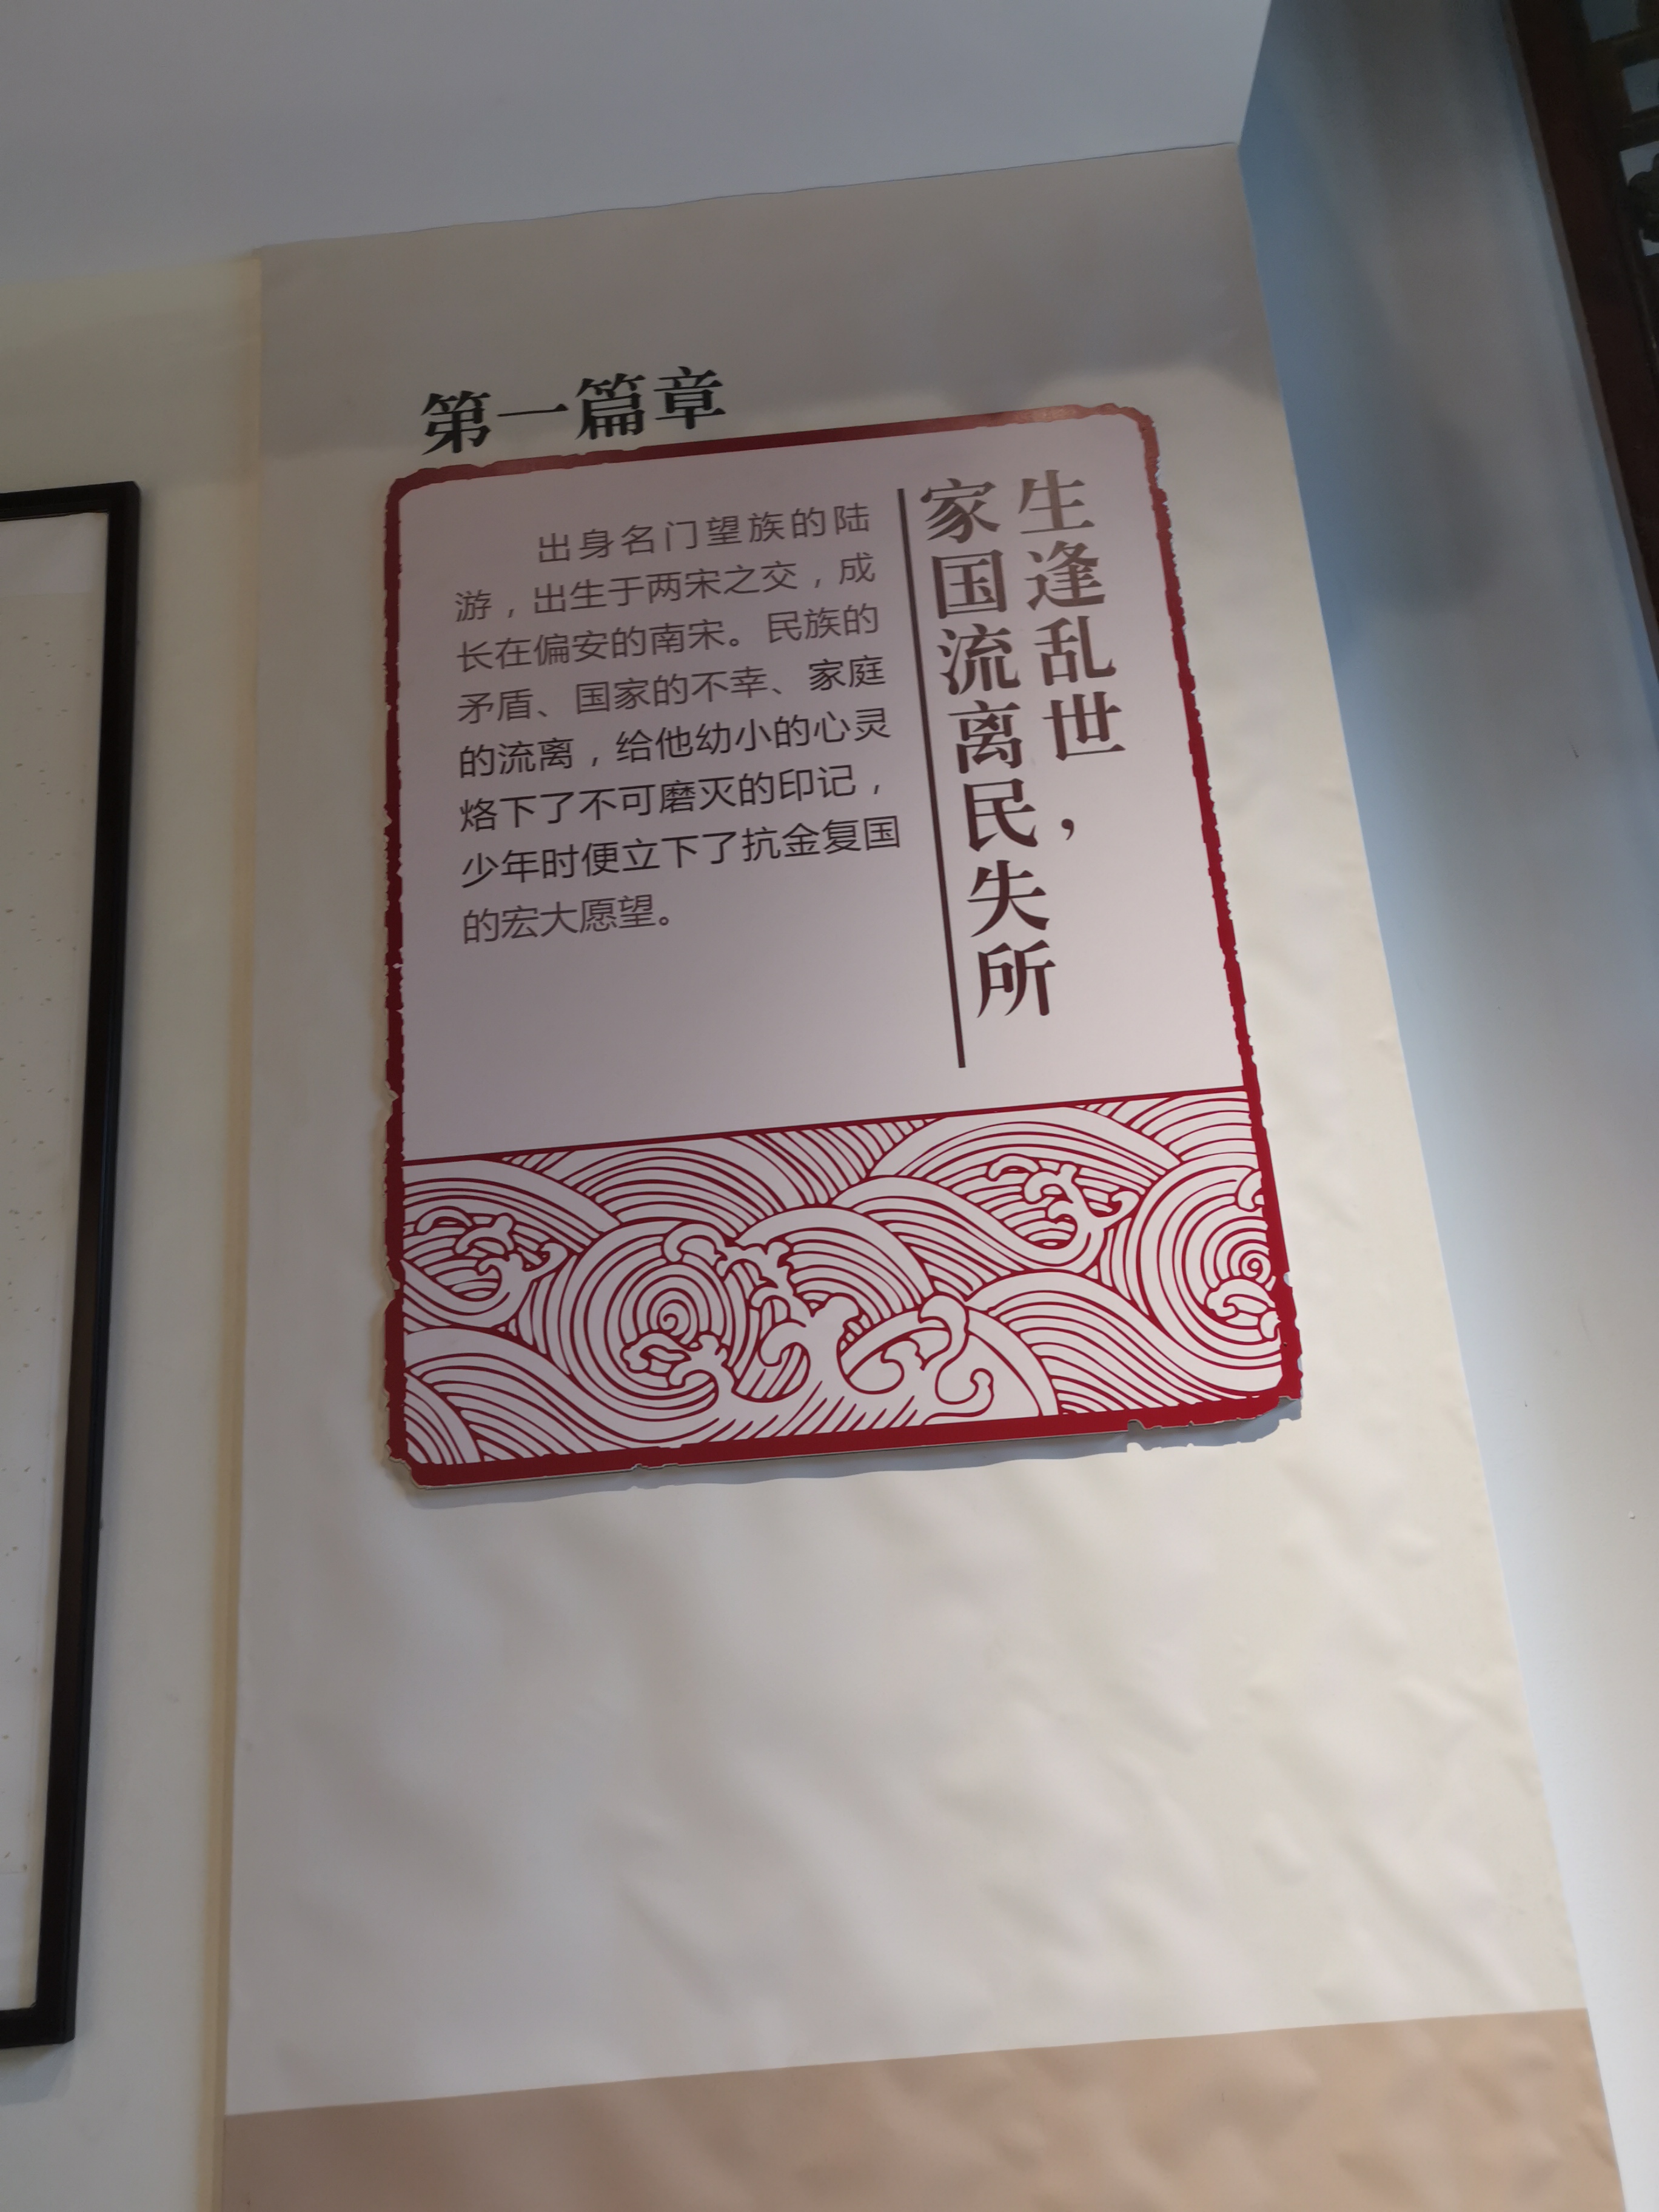 第一篇章
生逢乱世，
家国流离民失所
出身名门望族的陆
游，出生于两宋之交，成
长在偏安的南宋。民族的
矛盾、国家的不幸、家庭
的流离，给他幼小的心灵
烙下了不可磨灭的印记，
少年时便立下了抗金复国
的宏大愿望。